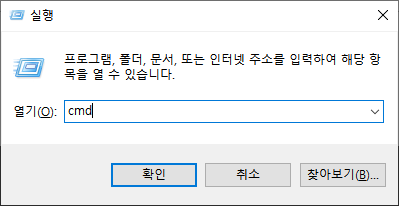 실행
프로그램, 폴더, 문서, 또는 인터넷 주소를 입력하여 해당 항
목을 열 수 있습니다.
열기(O): cmd
확인 취소 찾아보기(B)...